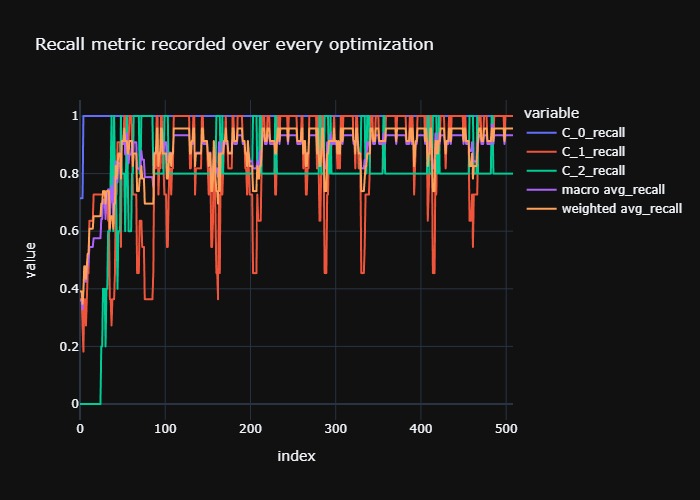 Recall metric recorded over every optimization
variable
C_0_recall
C_1_recall
C_2_recall
macro avg_recall
weighted avg_recall
value
1
0.8
0.6
0.4
0.2
0
0 100 200 300 400 500
index